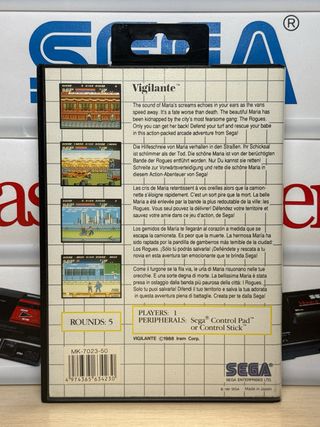 SEGA®
Vigilante™
The sound of Maria's screams echoes in your ears as the vans
speed away. It's a fate worse than death. The beautiful Maria has
been kidnapped by the city's most fearsome gang: The Rogues.
Only you can get her back! Defend your turf and rescue your babe
in this action-packed arcade adventure from Sega!
Die Hilfeschreie von Maria verhallen in den Straßen. Ihr Schicksal
ist schlimmer als der Tod. Die schöne Maria ist von der berüchtigten
Bande der Rogues entführt worden. Nur Du kannst sie retten!
Schreite zur Vorwärtsverteidigung und rette die schöne Maria in
diesem Action-Abenteuer von Sega!
Les cris de Maria retentissent à vos oreilles alors que la camion-
nette s'éloigne rapidement. C'est un sort pire que la mort. La belle
Maria a été enlevée par la bande la plus redoutable de la ville: les
Rogues. Vous seul pouvez la délivrer! Défendez votre territoire et
sauvez votre amie dans ce jeu d'action, de Sega!
Los gemidos de Maria te llegarán al corazón a medida que se
escabulle la camioneta. Es peor que la muerte. La hermosa Maria ha
sido raptada por la pandilla de gamberros más temible de la ciudad:
Los Rogues. ¡Sólo tú podrás salvarla! ¡Defiéndete y rescata a tu
novia en esta aventura tan emocionante que te brinda Sega!
Come il furgone se la fila via, le urla di Maria risuonano nelle tue
orecchie. È una sorte degna di morte. La bellissima Maria è stata
presa in ostaggio dalla banda più paurosa della città. I Rogues.
Solo tu puoi salvarla! Difendi il tuo territorio e salva la tua donna
in questa avventura piena di battaglie. Creato per te dalla Sega!
ROUNDS: 5
PLAYERS: 1
PERIPHERALS: Sega® Control Pad™
or Control Stick™
VIGILANTE ©1988 Irem Corp.
MK-7023-50
4974365634230
SEGA®
SEGA ENTERPRISES LTD.
Made in Japan